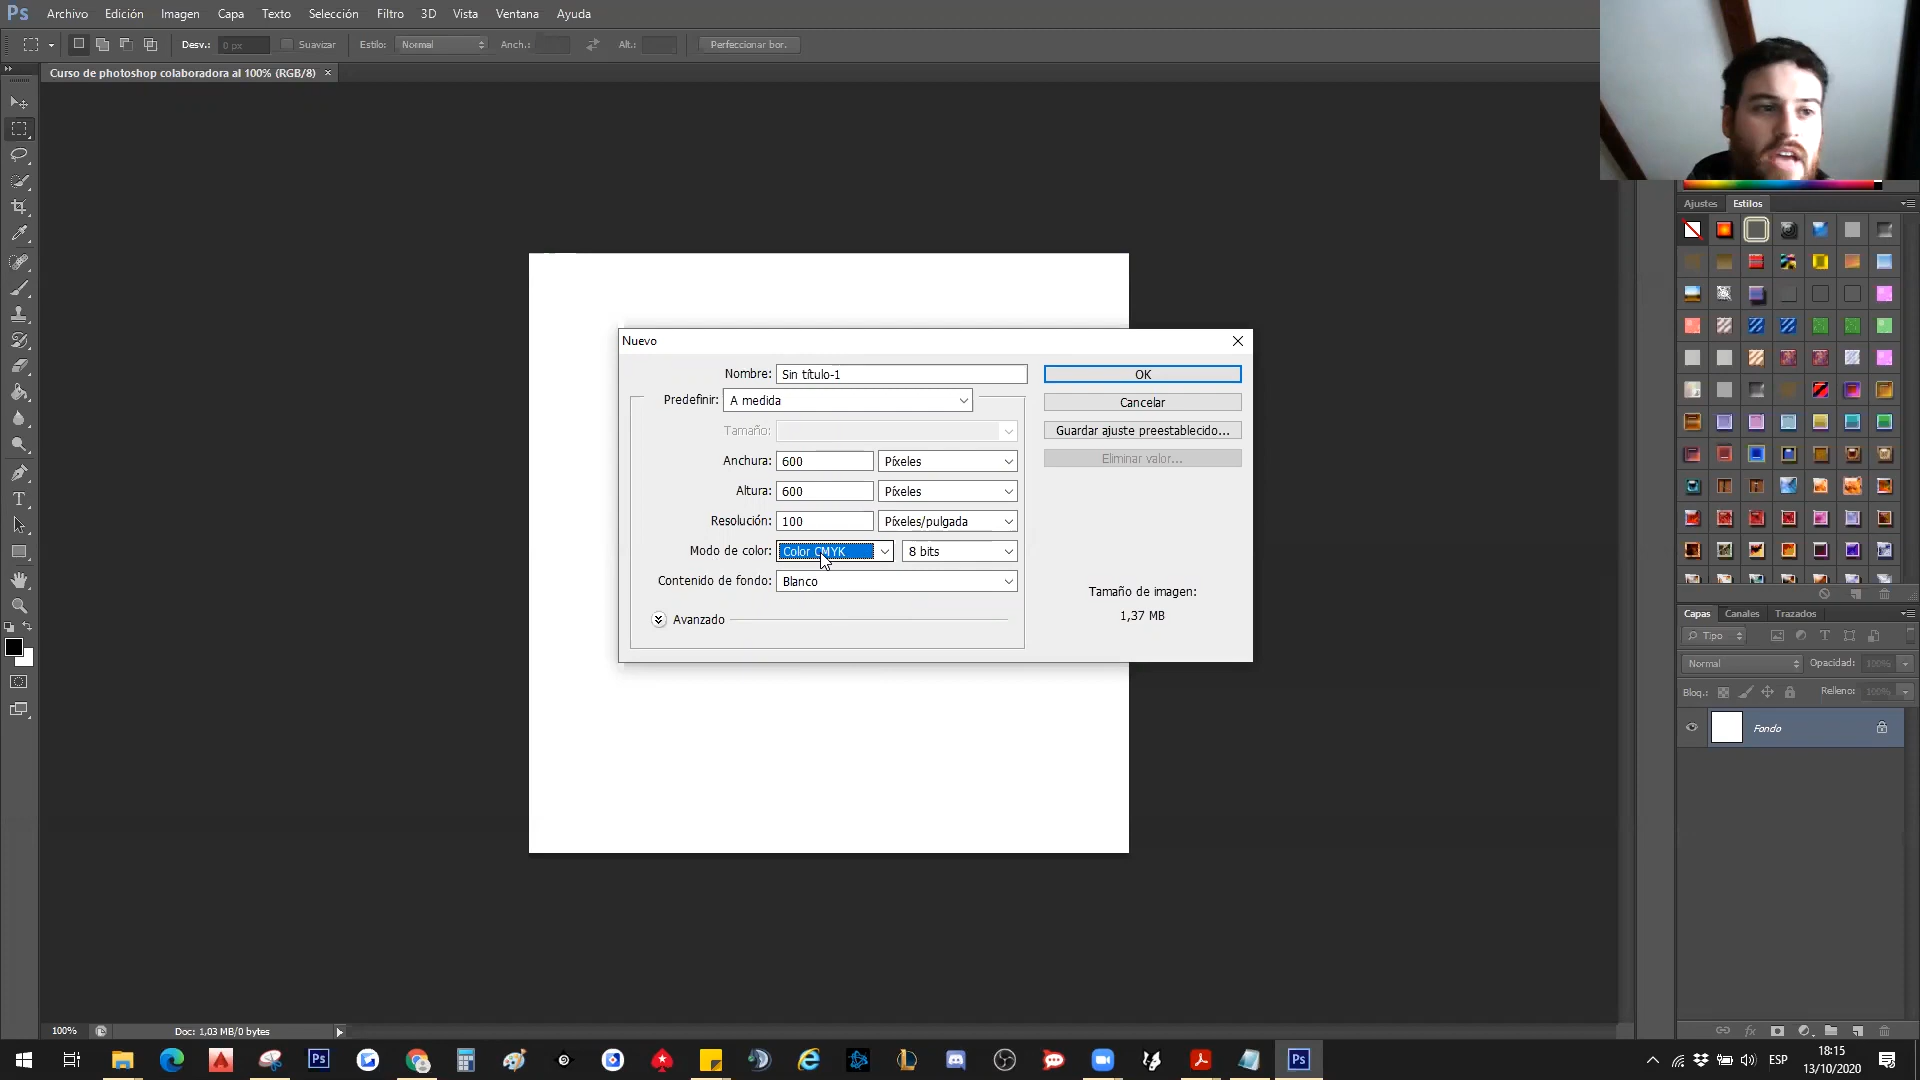 Ps Archivo Edición Imagen Capa Texto Selección Filtro 3D Vista Ventana Ayuda
Desv.: 0 px Suavizar Estilo: Normal Anch.: Alt.: Perfeccionar bor.
Curso de photoshop colaboradora al 100% (RGB/8) ×
Ajustes Estilos
Nuevo
Nombre: Sin título-1 OK
Predefinir: A medida Cancelar
Tamaño: Guardar ajuste preestablecido...
Anchura: 600 Píxeles Eliminar valor...
Altura: 600 Píxeles
Resolución: 100 Píxeles/pulgada
Modo de color: Color CMYK 8 bits
Contenido de fondo: Blanco
Tamaño de imagen:
1,37 MB
Avanzado
Capas Canales Trazados
Tipo
Normal Opacidad: 100%
Bloq.: Relleno: 100%
Fondo
100% Doc: 1,03 MB/0 bytes
ESP
18:15
13/10/2020